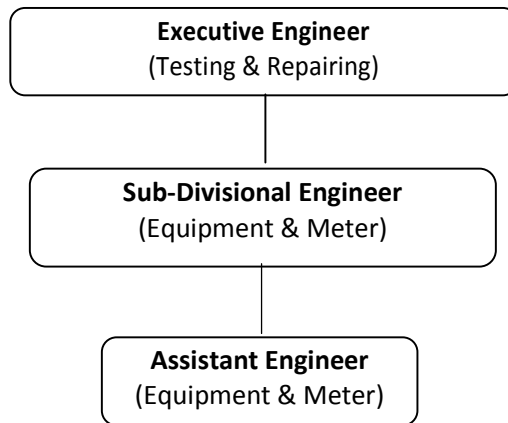 Executive Engineer
(Testing & Repairing)
Sub-Divisional Engineer
(Equipment & Meter)
Assistant Engineer
(Equipment & Meter)